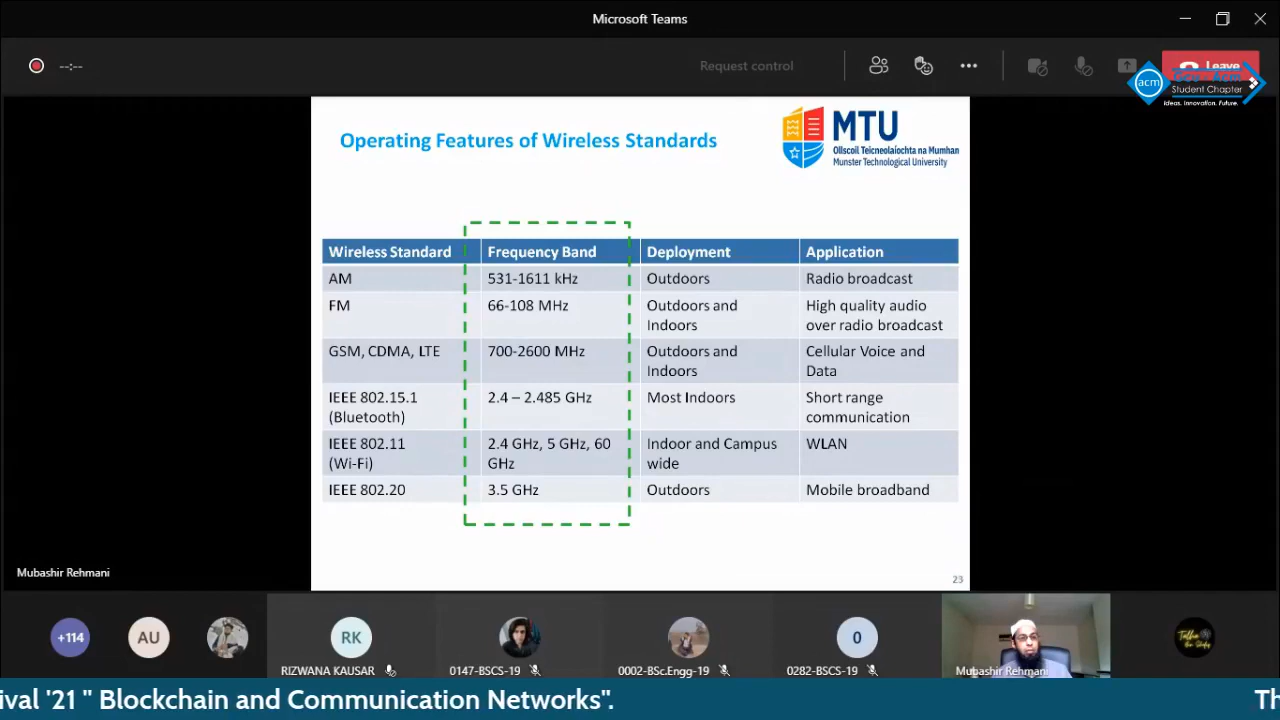 Microsoft Teams
--:--
Request control
Leave
acm
Student Chapter
Ideas. Innovation. Future.
Operating Features of Wireless Standards
MTU
Ollscoil Teicneolaíochta na Mumhan
Munster Technological University
Wireless Standard Frequency Band Deployment Application
AM 531-1611 kHz Outdoors Radio broadcast
FM 66-108 MHz Outdoors and High quality audio
Indoors over radio broadcast
GSM, CDMA, LTE 700-2600 MHz Outdoors and Cellular Voice and
Indoors Data
IEEE 802.15.1 2.4 – 2.485 GHz Most Indoors Short range
(Bluetooth) communication
IEEE 802.11 2.4 GHz, 5 GHz, 60 Indoor and Campus WLAN
(Wi-Fi) GHz wide
IEEE 802.20 3.5 GHz Outdoors Mobile broadband
Mubashir Rehmani
23
+114 AU RK 0
RIZWANA KAUSAR 0147-BSCS-19 0002-BSc.Engg-19 0282-BSCS-19 Mubashir Rehmani
ival '21 " Blockchain and Communication Networks". Th